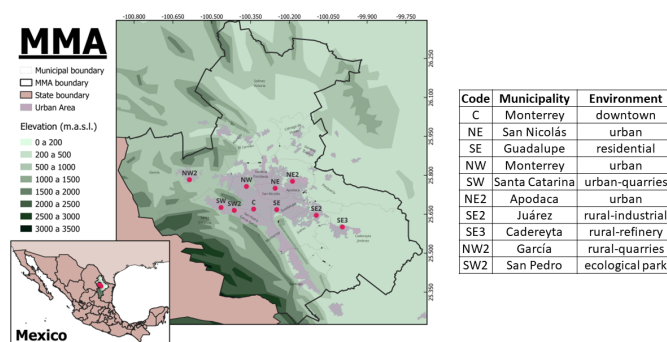 -100.800 -100.650 -100.500 -100.350 -100.200 -100.050 -99.900 -99.750
MMA
Municipal boundary
MMA boundary
State boundary
Urban Area
Elevation (m.a.s.l.)
0 a 200
200 a 500
500 a 1000
1000 a 1500
1500 a 2000
2000 a 2500
2500 a 3000
3000 a 3500
26.250
26.100
25.950
25.800
25.650
25.500
25.350
NW2
NW
NE
NE2
SW
SW2
C
SE
SE2
SE3
Mexico
Code Municipality Environment
C Monterrey downtown
NE San Nicolás urban
SE Guadalupe residential
NW Monterrey urban
SW Santa Catarina urban-quarries
NE2 Apodaca urban
SE2 Juárez rural-industrial
SE3 Cadereyta rural-refinery
NW2 García rural-quarries
SW2 San Pedro ecological park